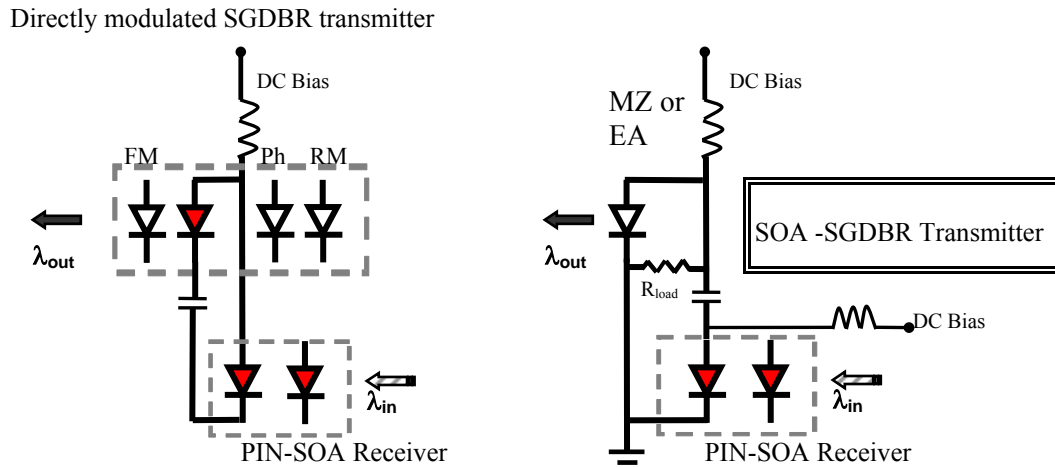 Directly modulated SGDBR transmitter
DC Bias
FM
Ph
RM
λout
λin
PIN-SOA Receiver
DC Bias
MZ or
EA
SOA -SGDBR Transmitter
λout
Rload
DC Bias
λin
PIN-SOA Receiver